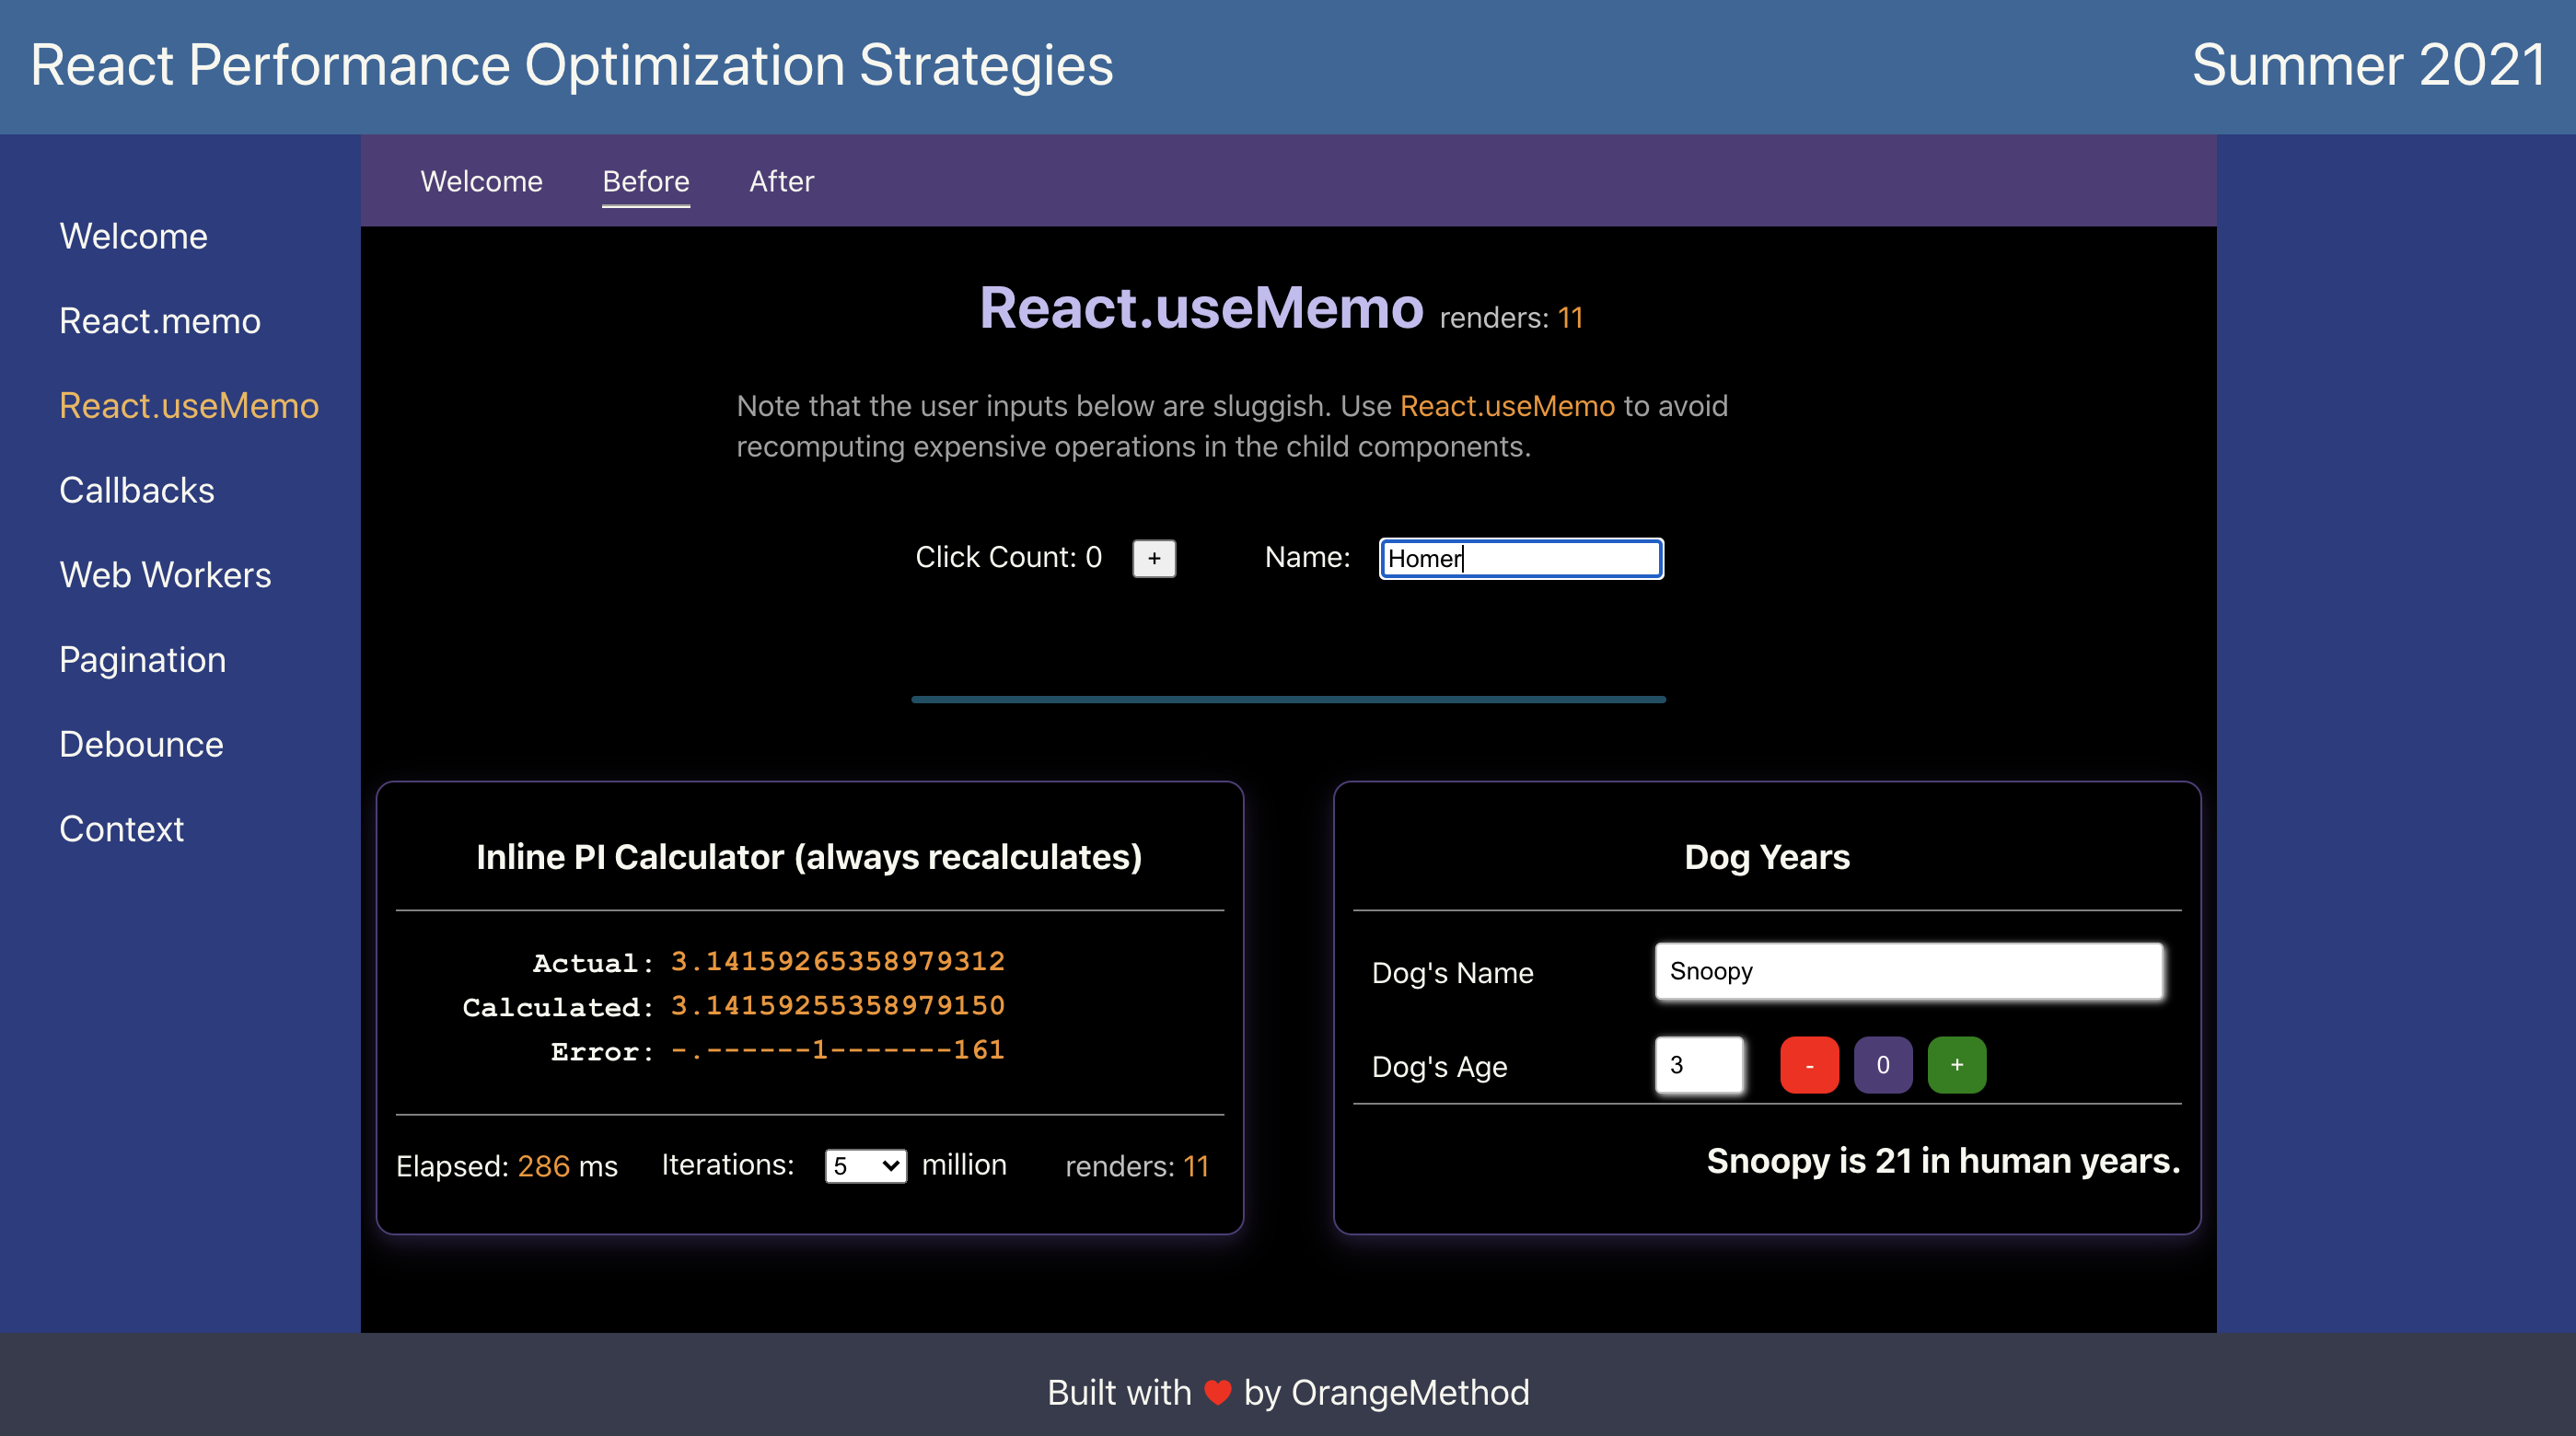 React Performance Optimization Strategies
Summer 2021
Welcome
React.memo
React.useMemo
Callbacks
Web Workers
Pagination
Debounce
Context
Welcome Before After
React.useMemo renders: 11
Note that the user inputs below are sluggish. Use React.useMemo to avoid
recomputing expensive operations in the child components.
Click Count: 0 + Name: Homer
Inline PI Calculator (always recalculates)
Actual: 3.14159265358979312
Calculated: 3.14159255358979150
Error: -.------1-------161
Elapsed: 286 ms Iterations: 5 million renders: 11
Dog Years
Dog's Name Snoopy
Dog's Age 3 - 0 +
Snoopy is 21 in human years.
Built with ❤️ by OrangeMethod